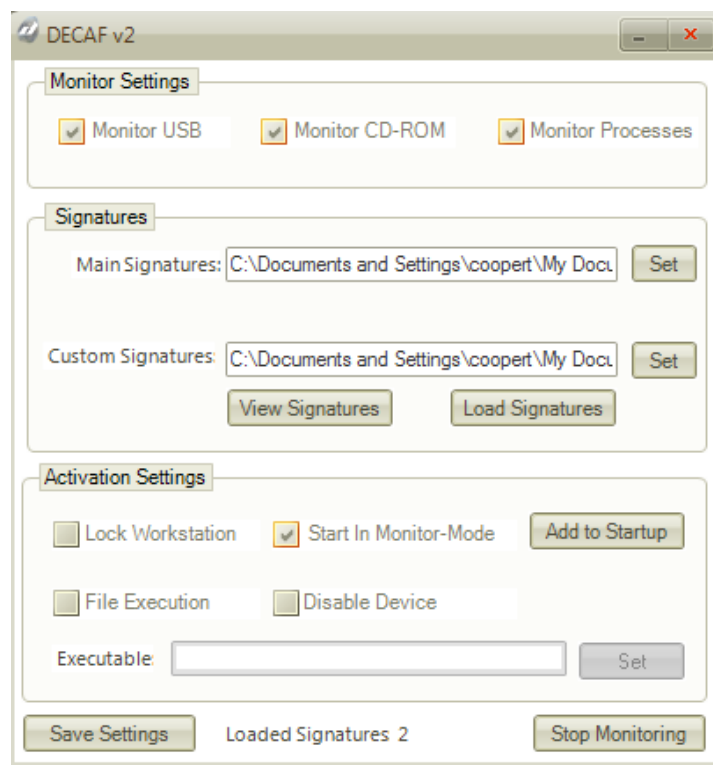 DECAF v2
Monitor Settings
Monitor USB Monitor CD-ROM Monitor Processes
Signatures
Main Signatures: C:\Documents and Settings\coopert\My Docu Set
Custom Signatures: C:\Documents and Settings\coopert\My Docu Set
View Signatures Load Signatures
Activation Settings
Lock Workstation Start In Monitor-Mode Add to Startup
File Execution Disable Device
Executable: Set
Save Settings Loaded Signatures 2 Stop Monitoring